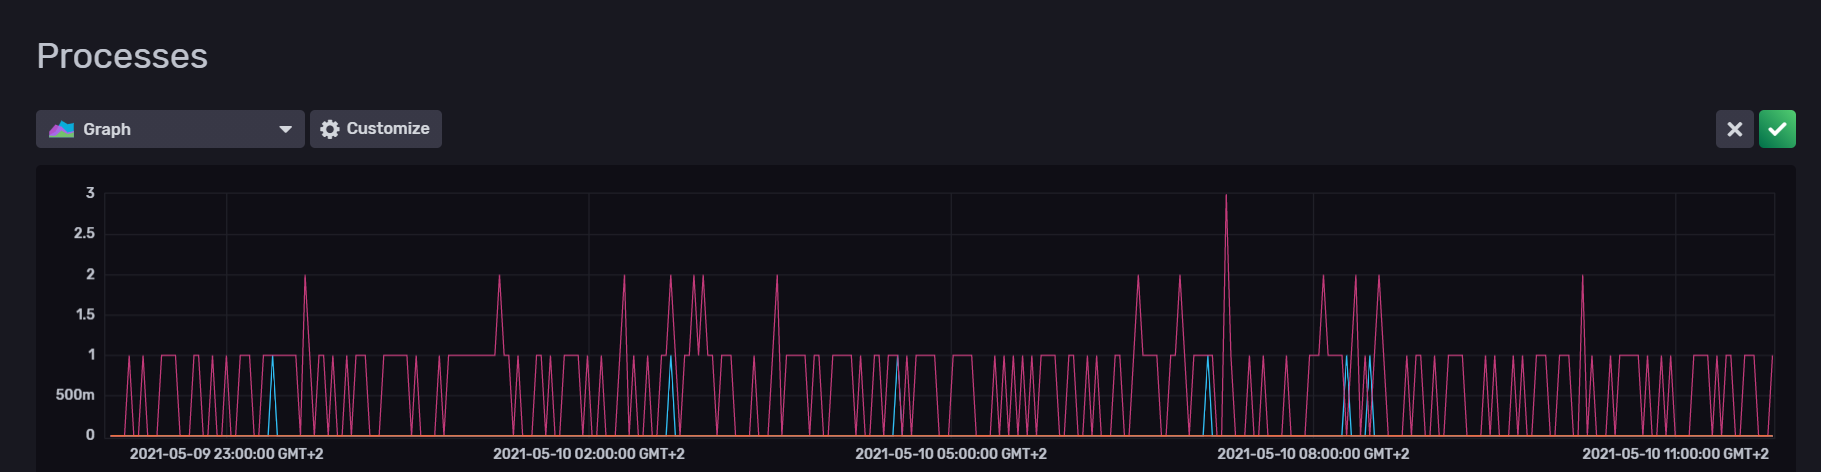 Processes
Graph
Customize
3
2.5
2
1.5
1
500m
0
2021-05-09 23:00:00 GMT+2
2021-05-10 02:00:00 GMT+2
2021-05-10 05:00:00 GMT+2
2021-05-10 08:00:00 GMT+2
2021-05-10 11:00:00 GMT+2